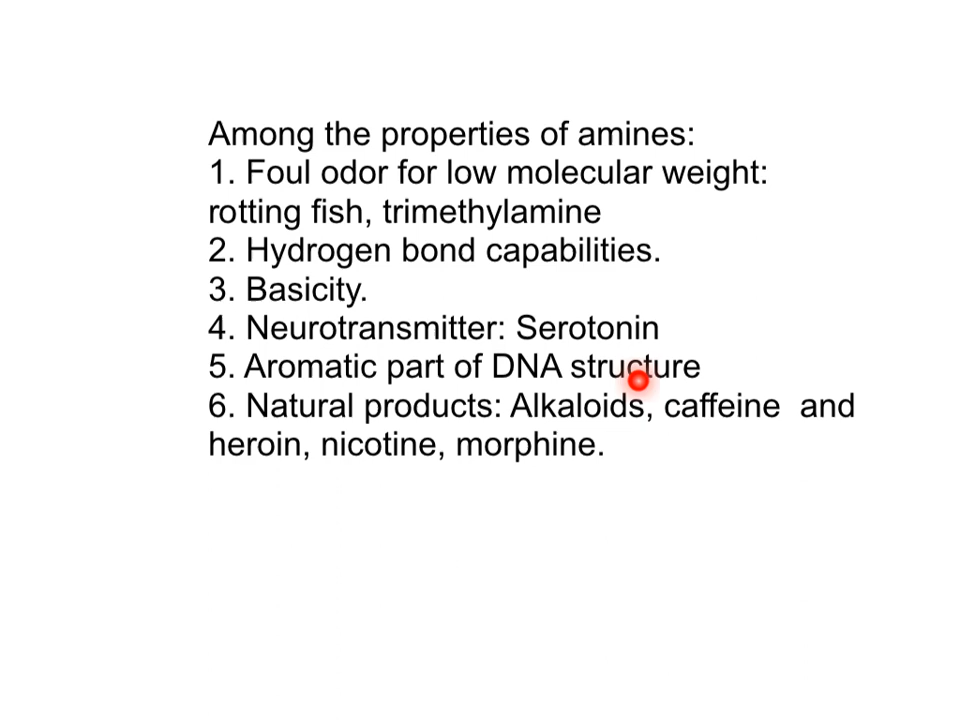 Among the properties of amines:
1. Foul odor for low molecular weight:
rotting fish, trimethylamine
2. Hydrogen bond capabilities.
3. Basicity.
4. Neurotransmitter: Serotonin
5. Aromatic part of DNA structure
6. Natural products: Alkaloids, caffeine  and
heroin, nicotine, morphine.